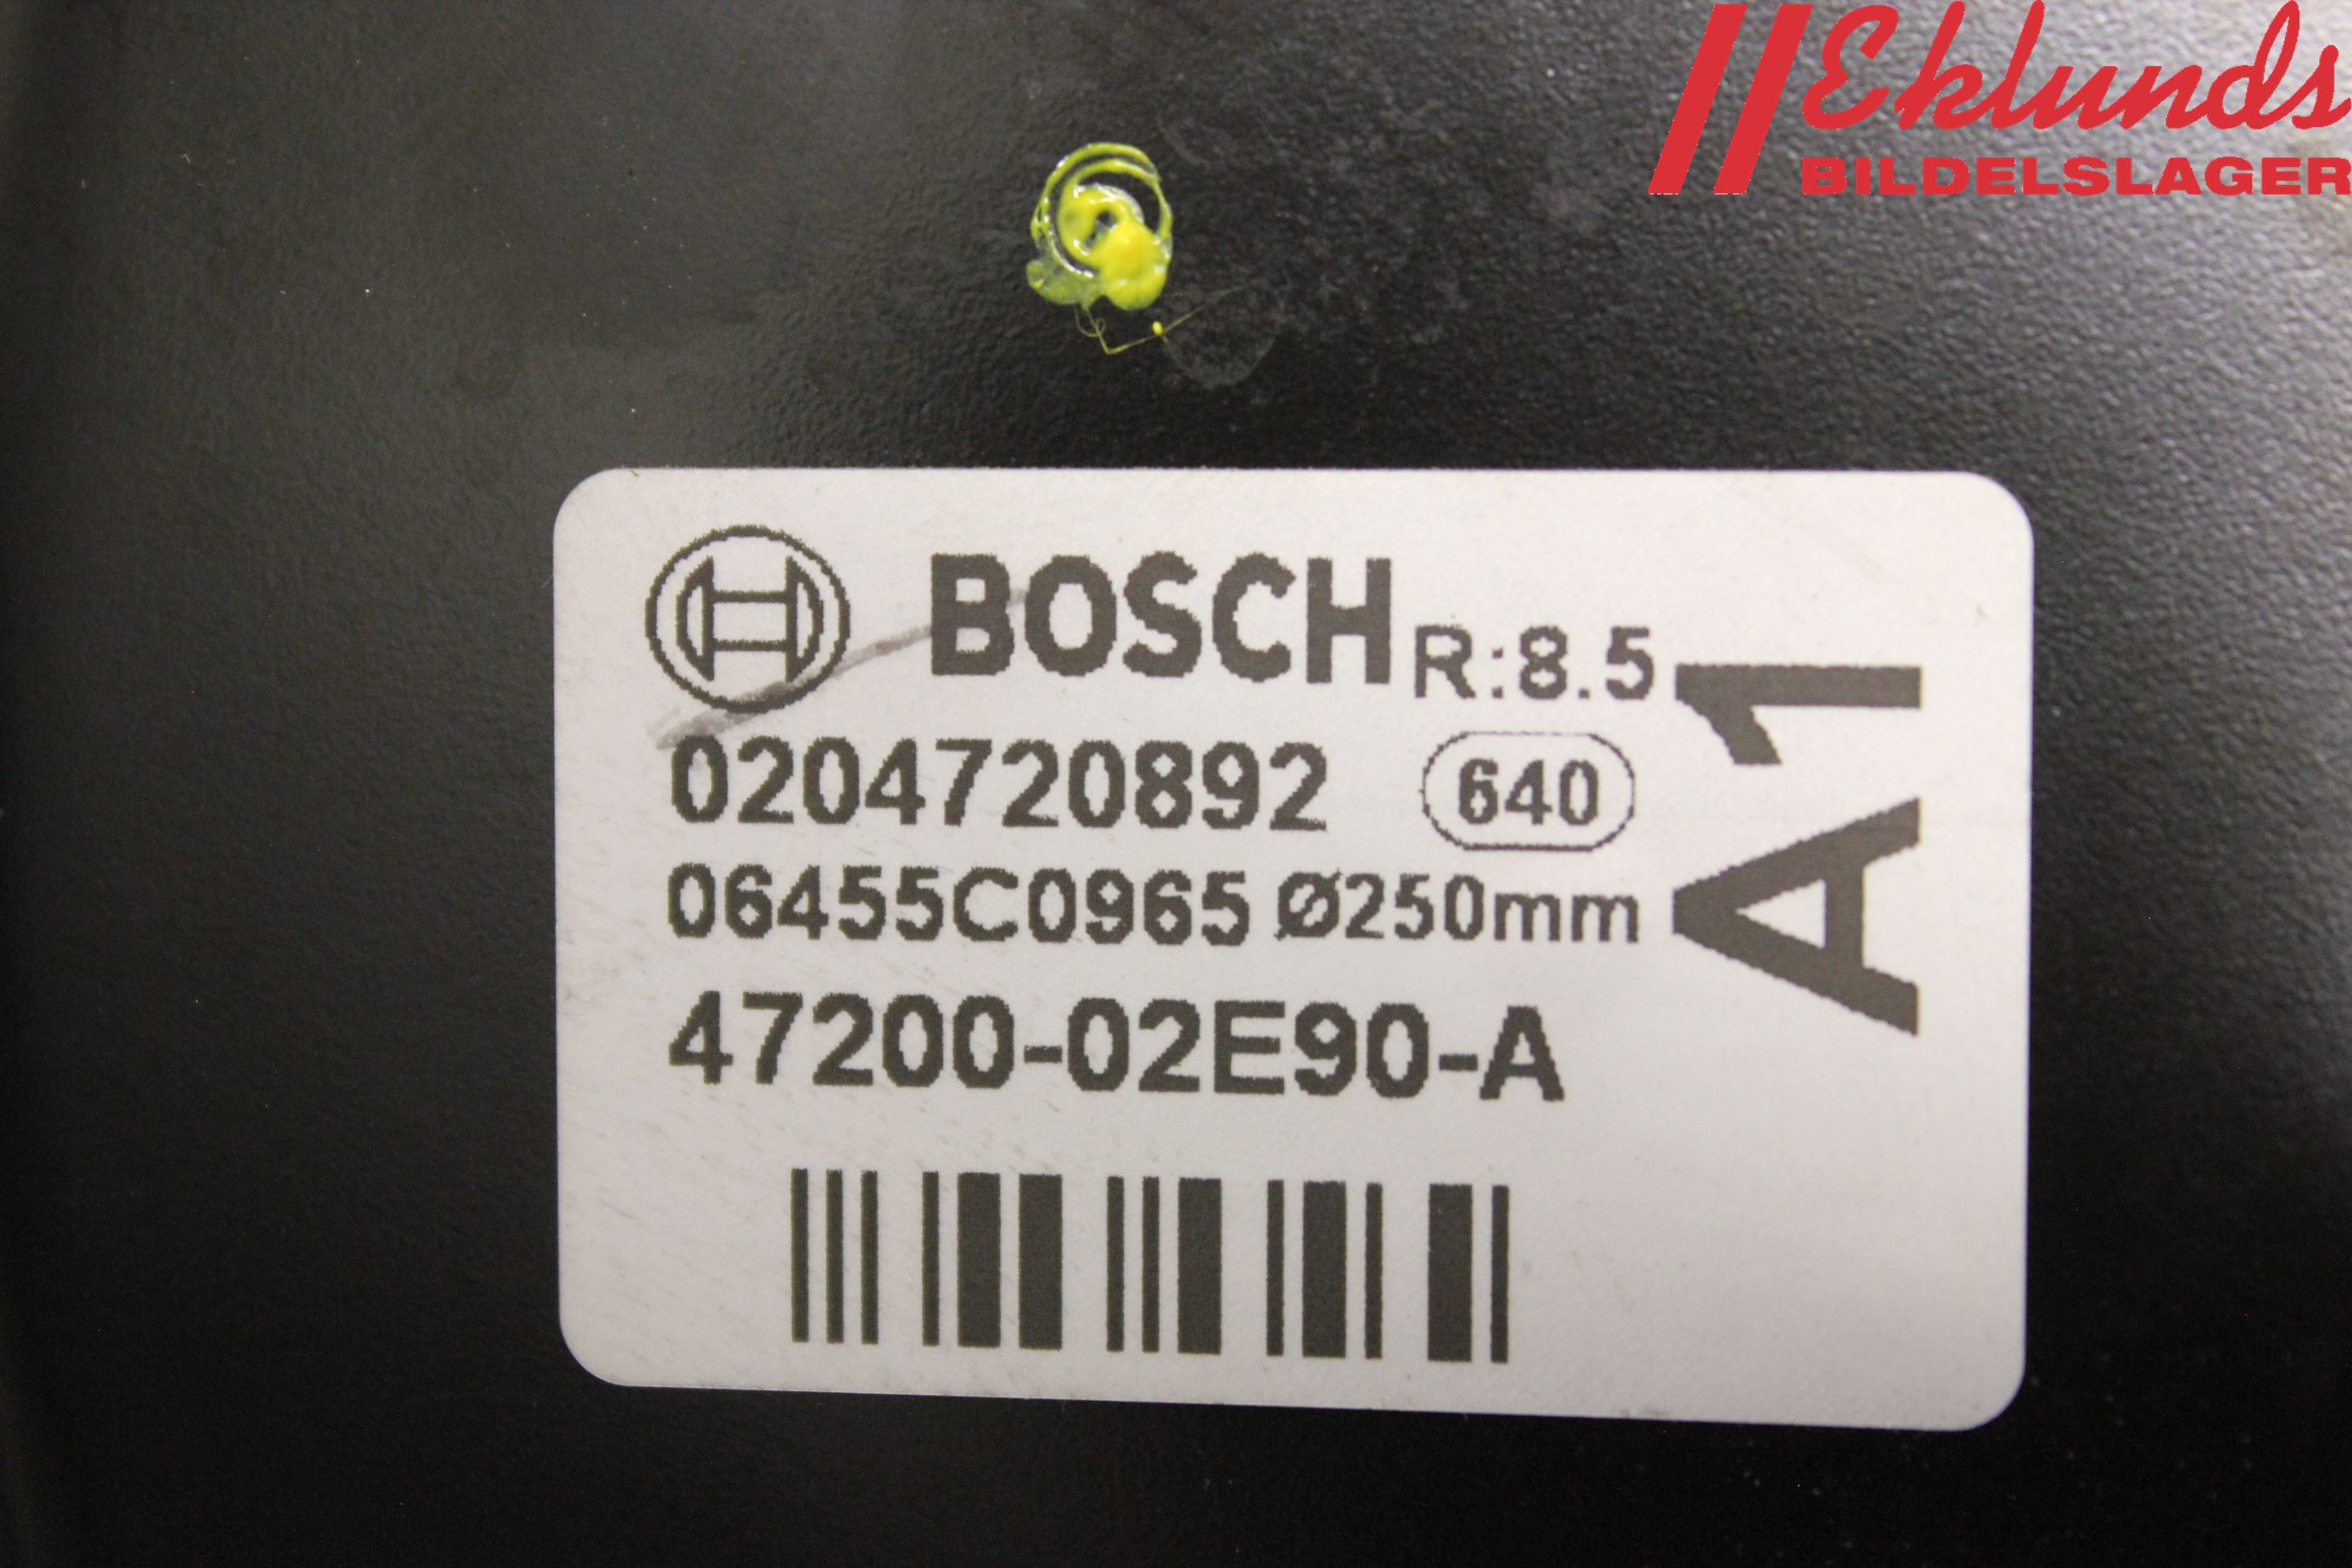 Eklunds
BILDELSLAGER
BOSCH R:8.5
0204720892 640
06455C0965 Ø250mm
47200-02E90-A
A1